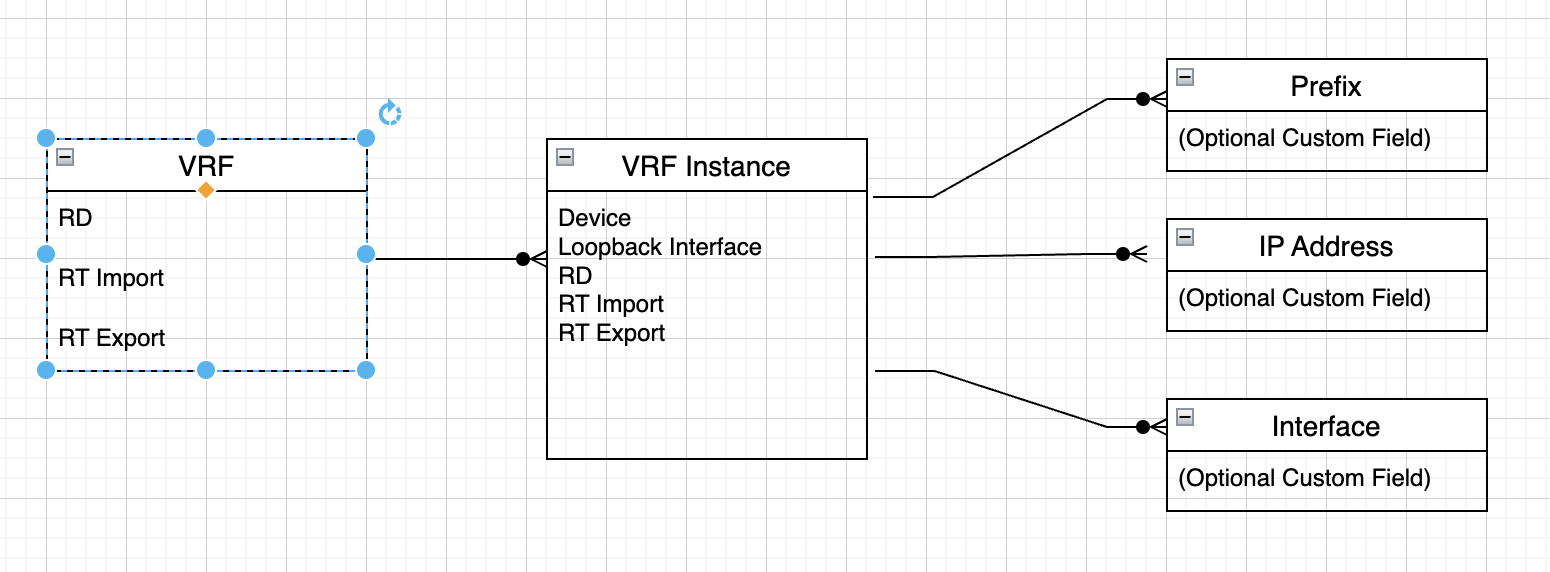 VRF
RD
RT Import
RT Export
VRF Instance
Device
Loopback Interface
RD
RT Import
RT Export
Prefix
(Optional Custom Field)
IP Address
(Optional Custom Field)
Interface
(Optional Custom Field)